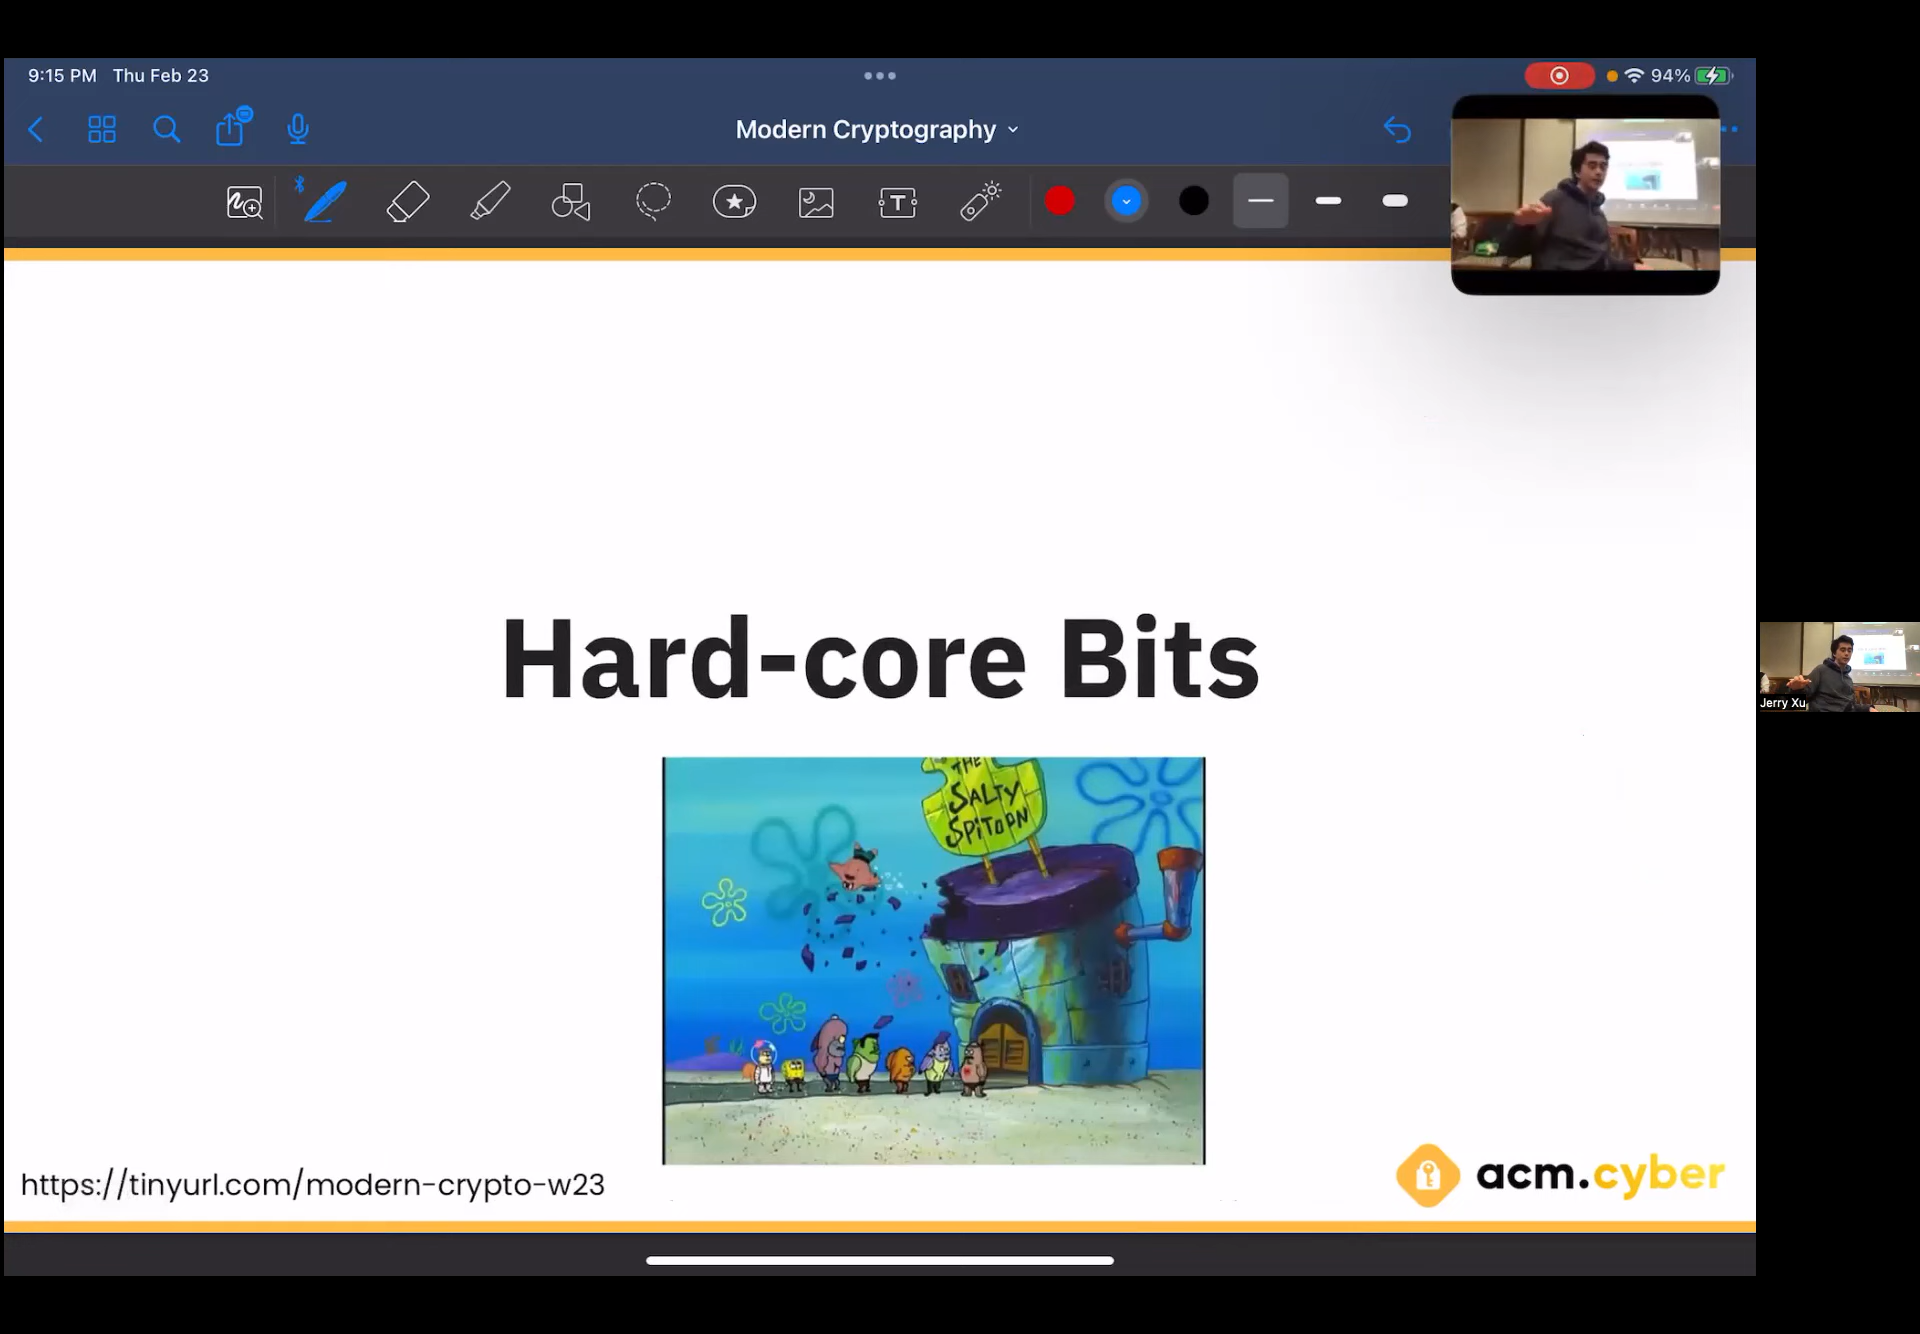 9:15 PM Thu Feb 23
94%
Modern Cryptography
T
Hard-core Bits
THE
SALTY
SPiTOON
https://tinyurl.com/modern-crypto-w23
acm.cyber
Jerry Xu